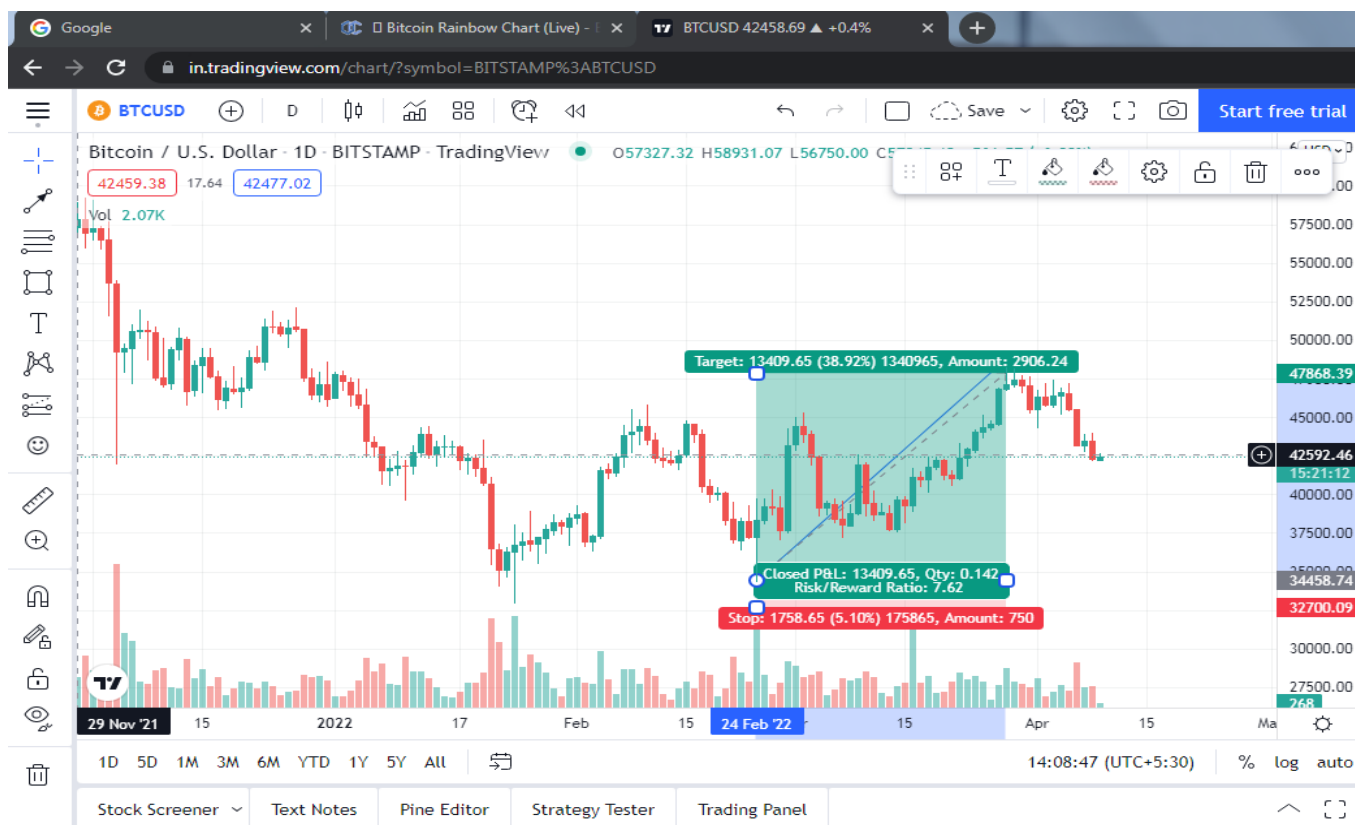 Google
Bitcoin Rainbow Chart (Live) -
BTCUSD 42458.69 ▲ +0.4%
in.tradingview.com/chart/?symbol=BITSTAMP%3ABTCUSD
BTCUSD
D
Save
Start free trial
Bitcoin / U.S. Dollar · 1D · BITSTAMP · TradingView
O57327.32 H58931.07 L56750.00
42459.38
17.64
42477.02
Vol 2.07K
T
T
57500.00
55000.00
52500.00
50000.00
Target: 13409.65 (38.92%) 1340965, Amount: 2906.24
47868.39
45000.00
42592.46
15:21:12
40000.00
37500.00
35000.00
Closed P&L: 13409.65, Qty: 0.142
34458.74
Risk/Reward Ratio: 7.62
32700.09
Stop: 1758.65 (5.10%) 175865, Amount: 750
30000.00
27500.00
268
29 Nov '21
15
2022
17
Feb
15
24 Feb '22
15
Apr
15
Ma
1D 5D 1M 3M 6M YTD 1Y 5Y All
14:08:47 (UTC+5:30)
% log auto
Stock Screener
Text Notes
Pine Editor
Strategy Tester
Trading Panel